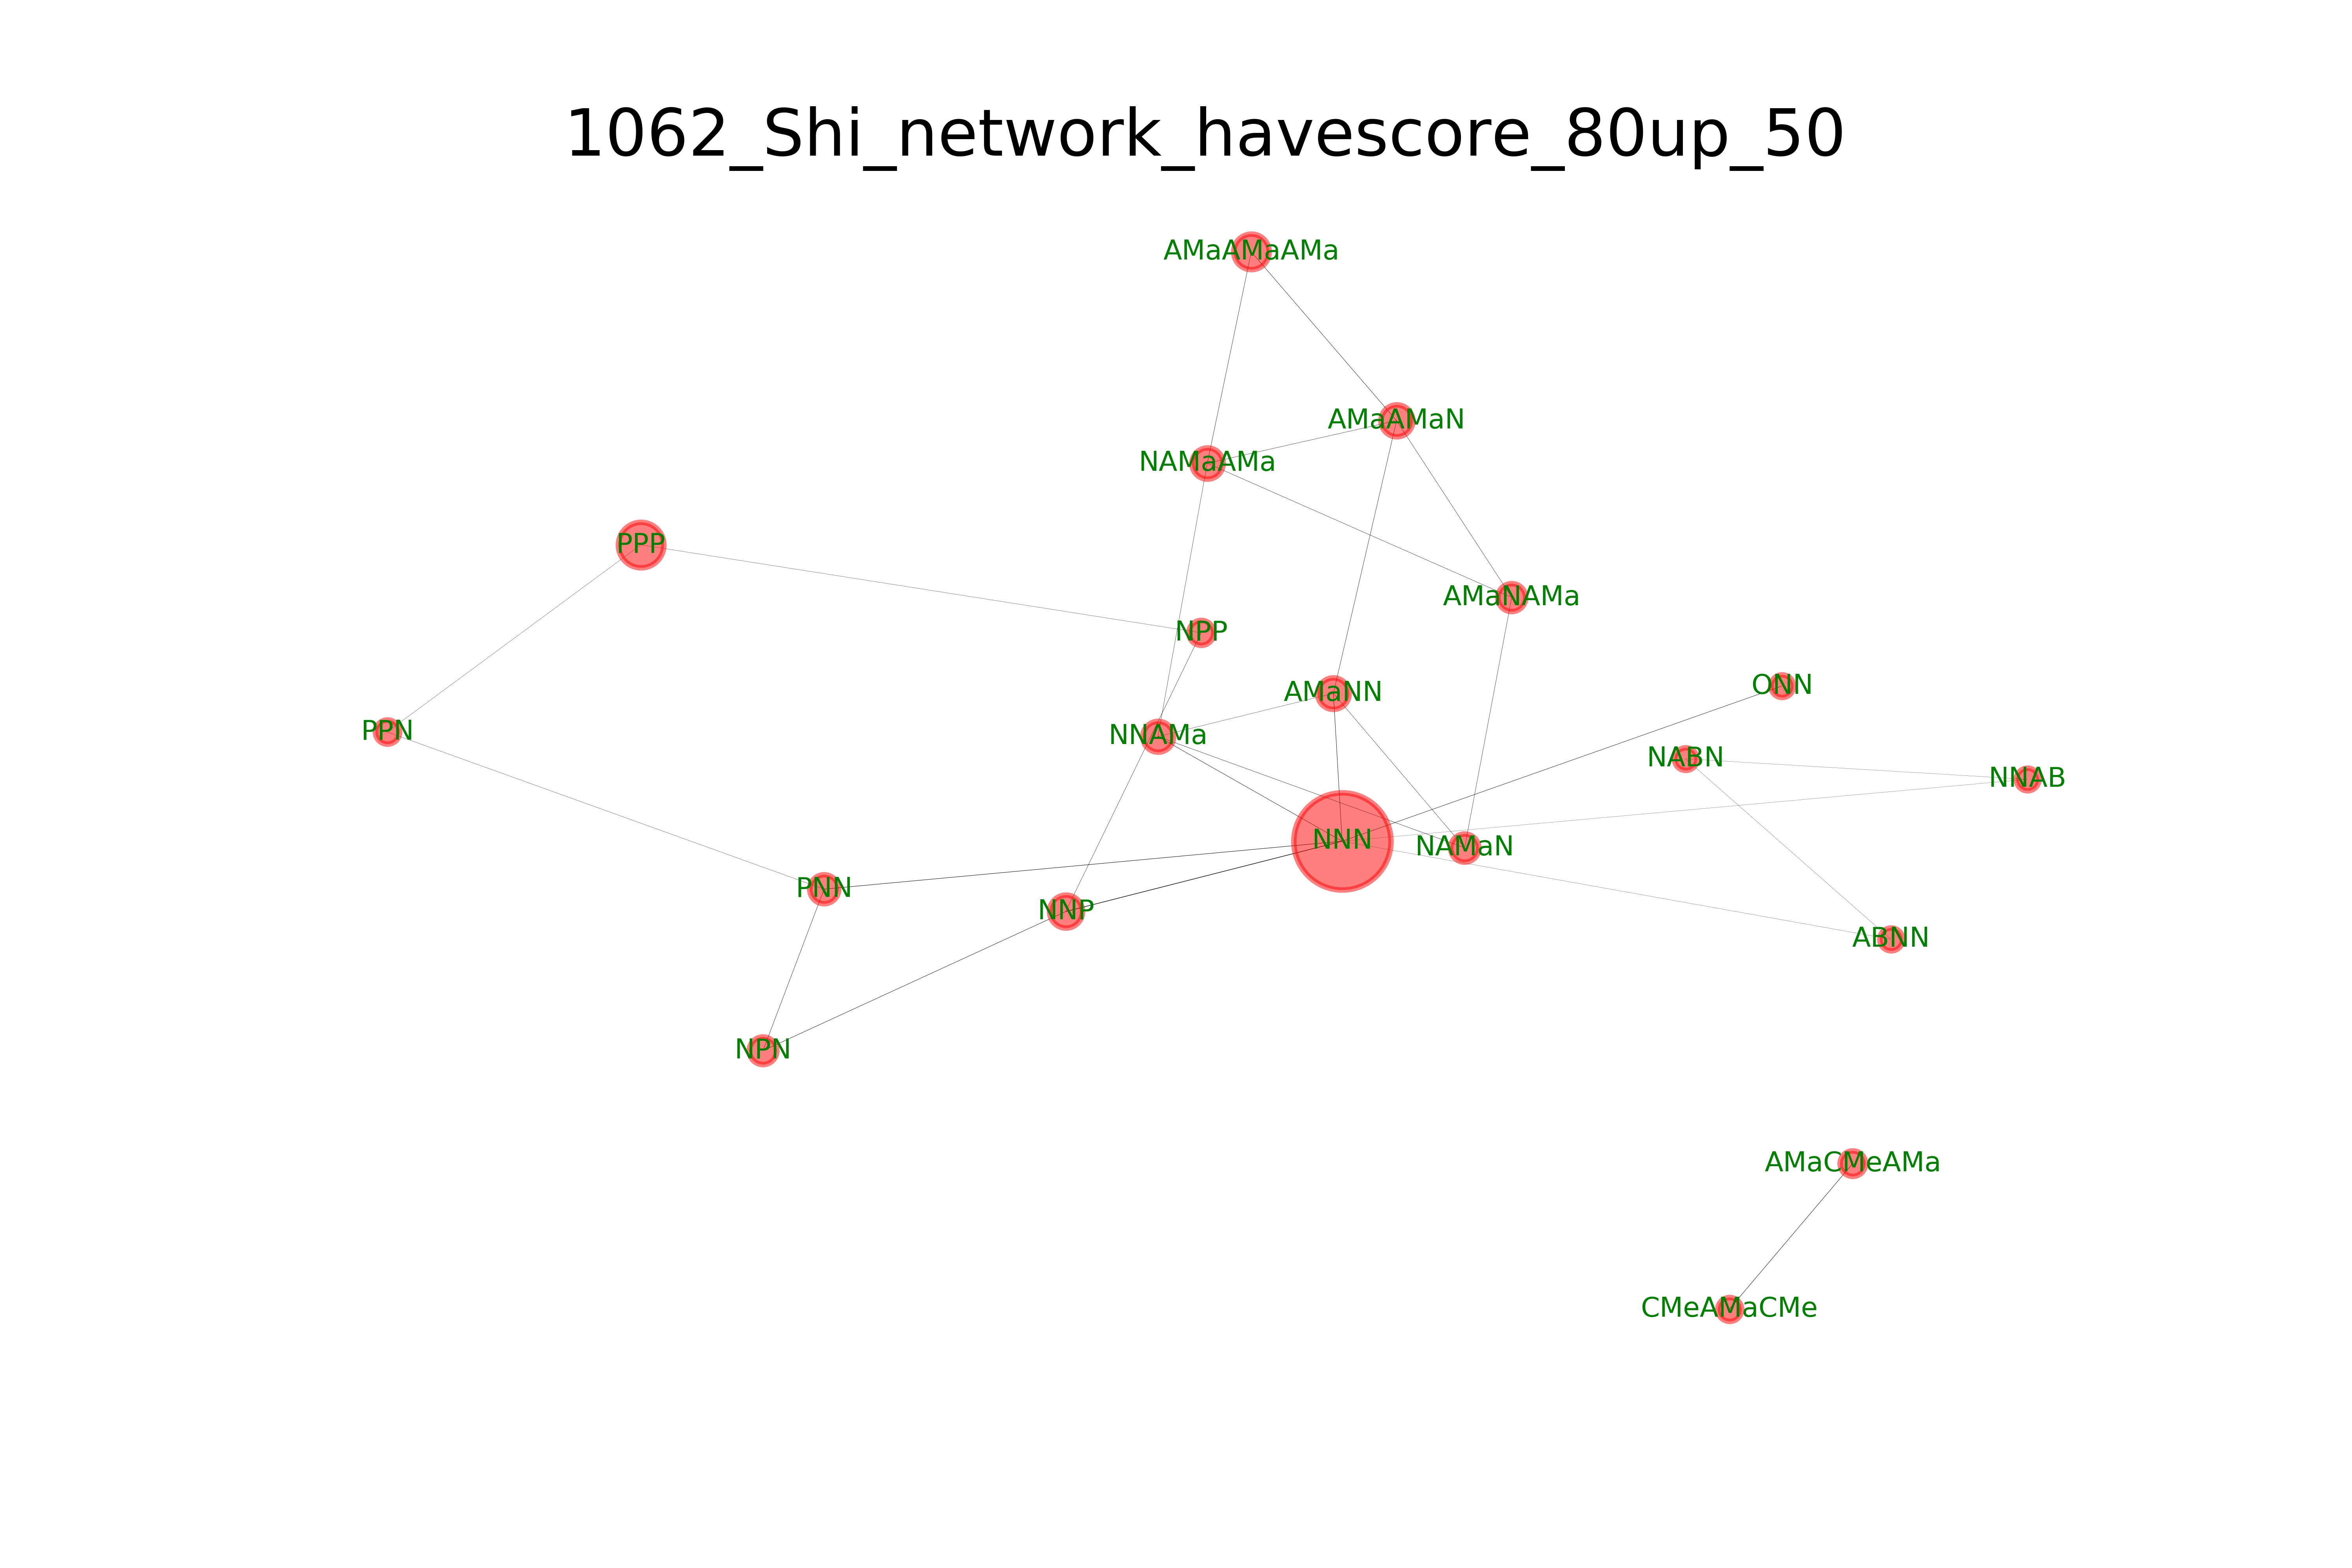 1062_Shi_network_havescore_80up_50
AMaAMaAMa
AMaAMaN
NAMaAMa
PPP
AMaNAMa
NPP
ONN
AMaNN
PPN
NNAMa
NABN
NNAB
NNN
NAMaN
PNN
NNP
ABNN
NPN
AMaCMeAMa
CMeAMaCMe